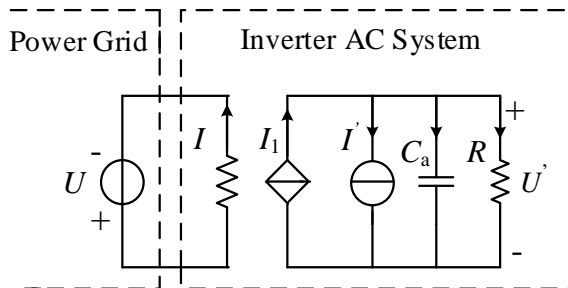 Power Grid Inverter AC System
- + U I I1 I' Ca R + U' -